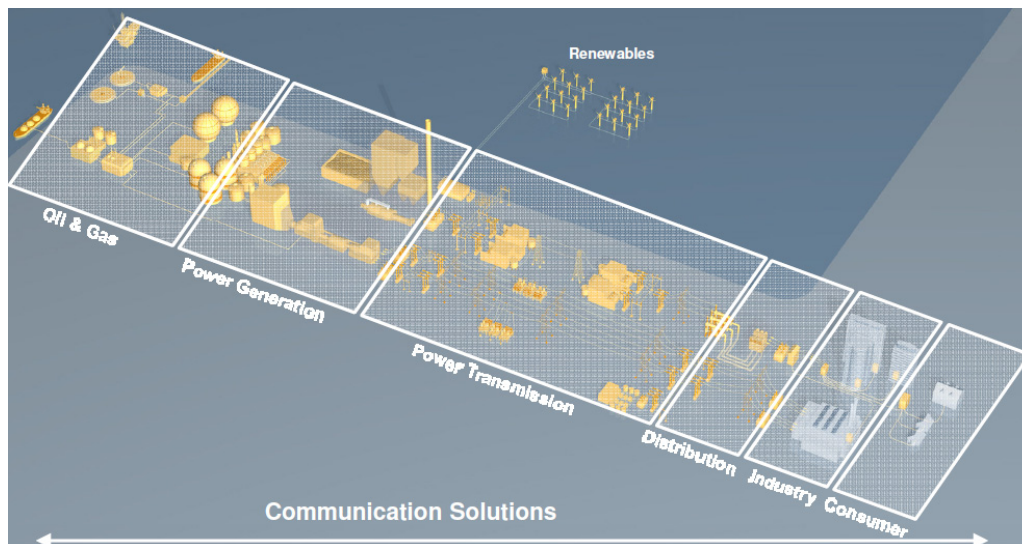 Renewables
Oil & Gas
Power Generation
Power Transmission
Distribution
Industry
Consumer
Communication Solutions